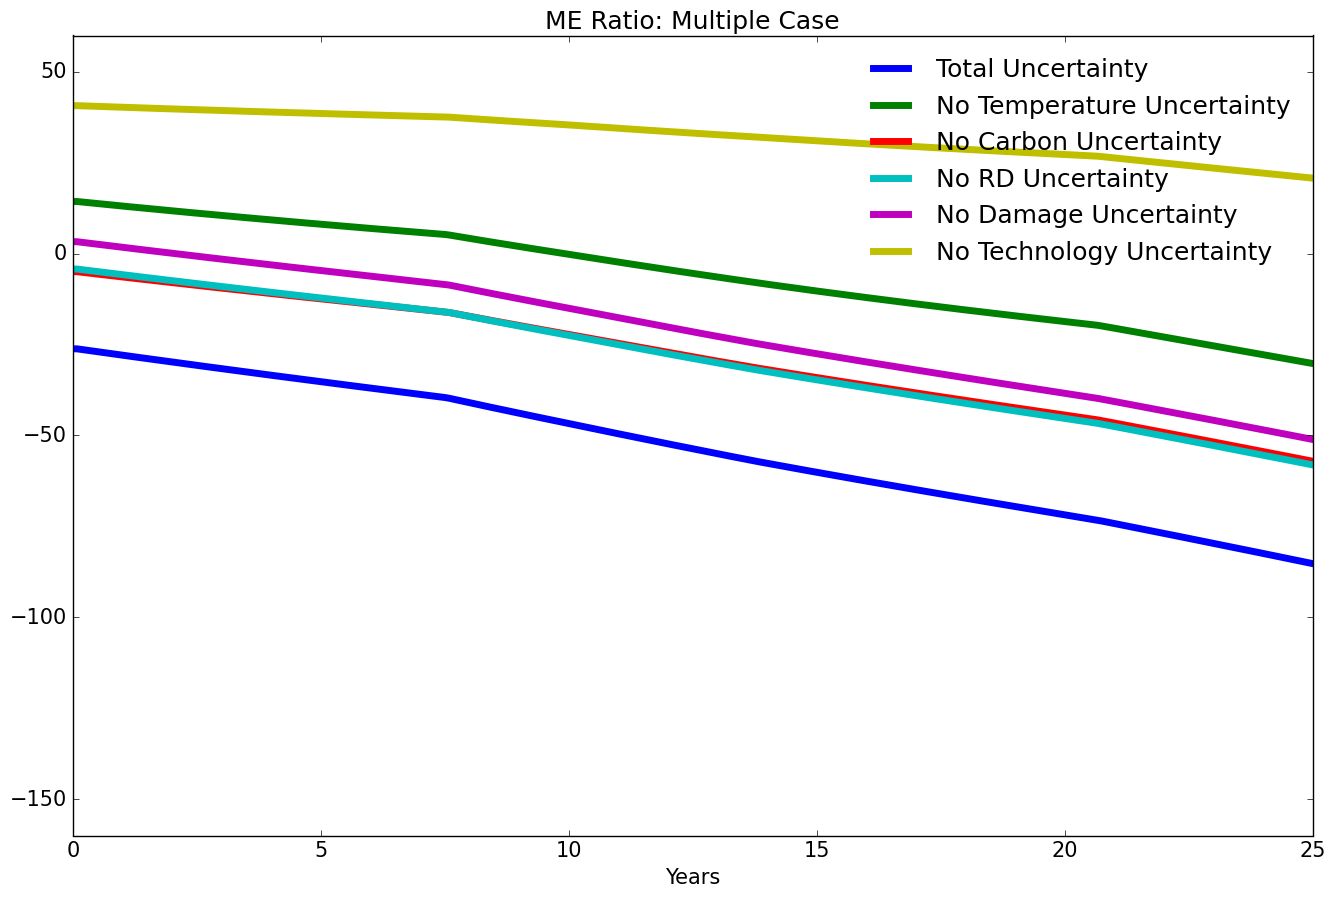 ME Ratio: Multiple Case
50
0
−50
−100
−150
Total Uncertainty
No Temperature Uncertainty
No Carbon Uncertainty
No RD Uncertainty
No Damage Uncertainty
No Technology Uncertainty
0 5 10 15 20 25
Years